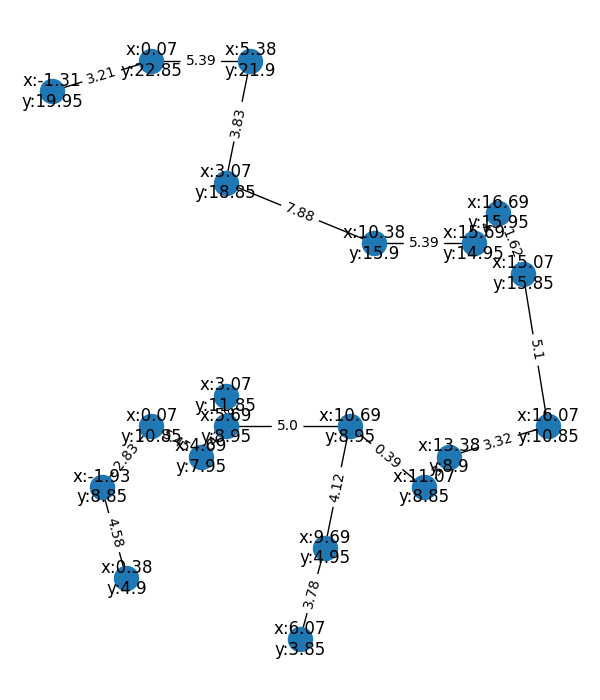 x:0.07
y:22.85
x:5.38
y:21.9
5.39
3.21
x:-1.31
y:19.95
3.83
x:3.07
y:18.85
7.88
x:16.69
y:15.95
x:10.38
y:15.9
5.39
x:15.69
y:14.95
1.62
x:15.07
y:15.85
5.1
x:3.07
y:11.85
x:0.07
y:10.85
x:5.69
y:8.95
5.0
x:10.69
y:8.95
x:16.07
y:10.85
3.32
x:13.38
y:8.9
x:4.69
y:7.95
2.83
0.39
x:-1.93
y:8.85
x:11.07
y:8.85
4.12
4.58
x:9.69
y:4.95
x:0.38
y:4.9
3.78
x:6.07
y:3.85